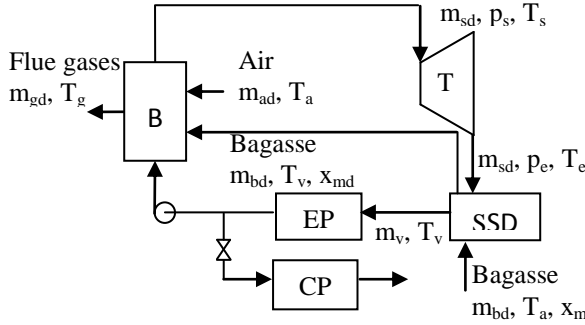 m_sd, p_s, T_s
Flue gases
m_gd, T_g
Air
m_ad, T_a
B
T
Bagasse
m_bd, T_v, x_md
m_sd, p_e, T_e
EP
m_v, T_v
SSD
CP
Bagasse
m_bd, T_a, x_m